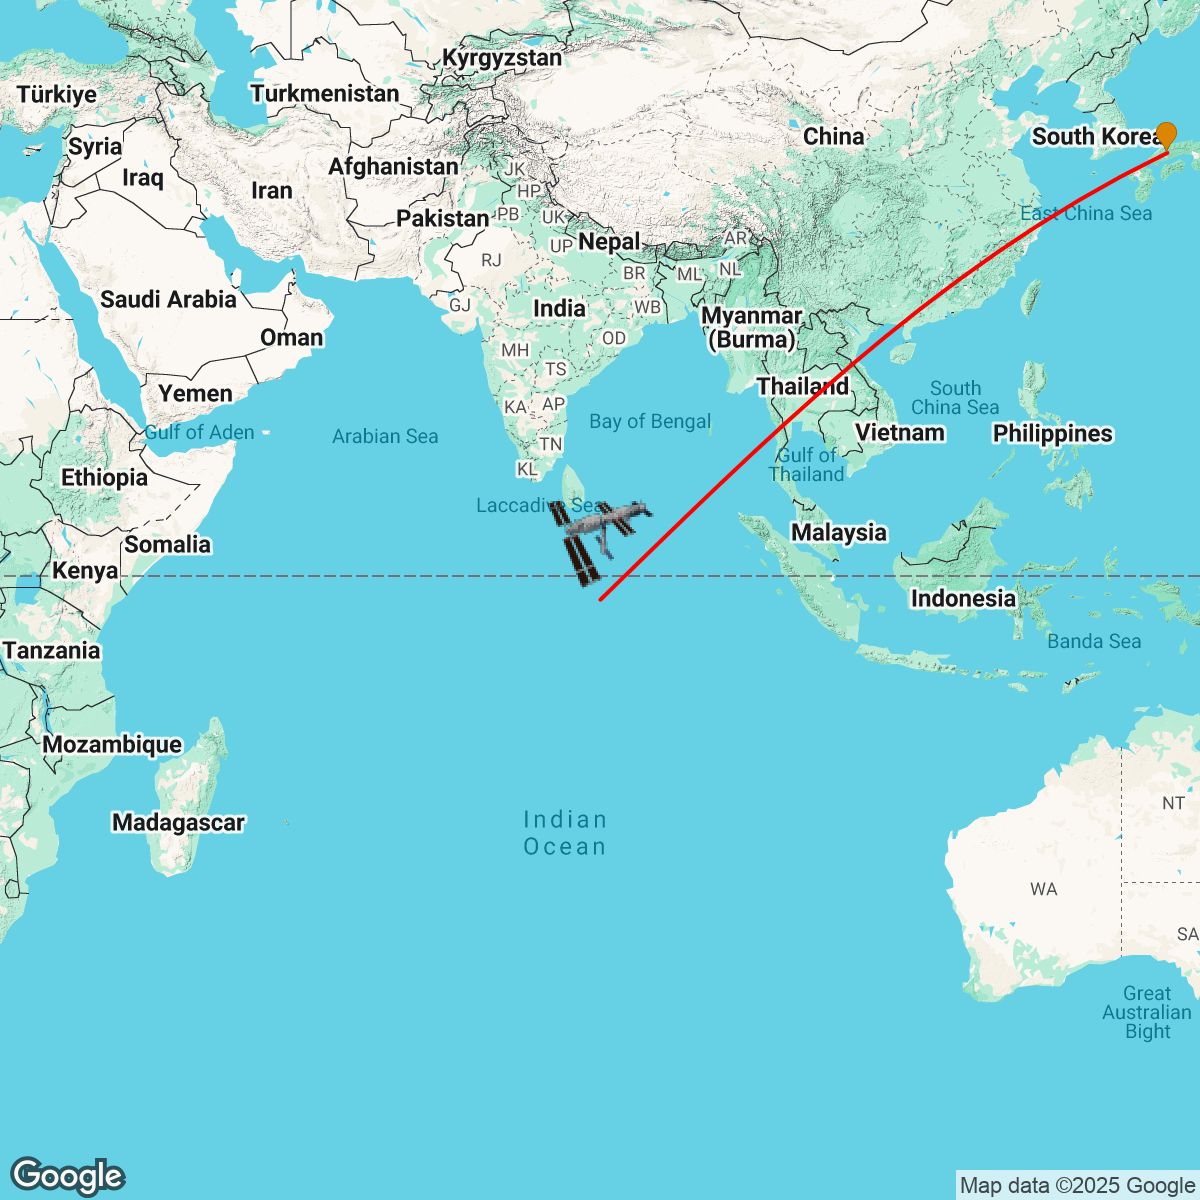 Kyrgyzstan
Türkiye
Turkmenistan
China
South Korea
Syria
Afghanistan
JK
Iraq
Iran
HP
Pakistan
PB
UK
East China Sea
UP
Nepal
AR
RJ
BR
ML
NL
Saudi Arabia
GJ
India
WB
Myanmar
(Burma)
Oman
OD
MH
TS
Thailand
Yemen
South
China Sea
KA
AP
Gulf of Aden
Arabian Sea
Bay of Bengal
Vietnam
Philippines
TN
Gulf of
Thailand
KL
Ethiopia
Laccadive Sea
Malaysia
Somalia
Kenya
Indonesia
Tanzania
Banda Sea
Mozambique
NT
Madagascar
Indian
Ocean
WA
SA
Great
Australian
Bight
Google
Map data ©2025 Google